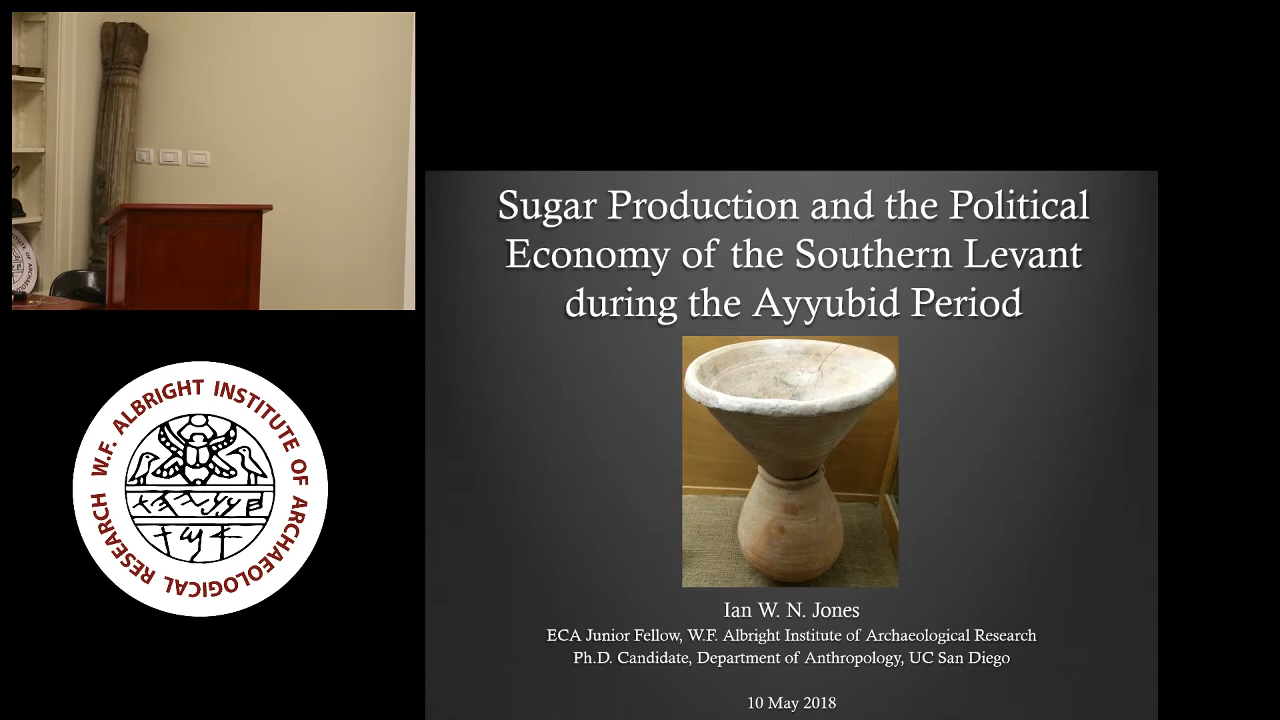 Sugar Production and the Political
Economy of the Southern Levant
during the Ayyubid Period
Ian W. N. Jones
ECA Junior Fellow, W.F. Albright Institute of Archaeological Research
Ph.D. Candidate, Department of Anthropology, UC San Diego
10 May 2018
W.F. ALBRIGHT INSTITUTE OF ARCHAEOLOGICAL RESEARCH